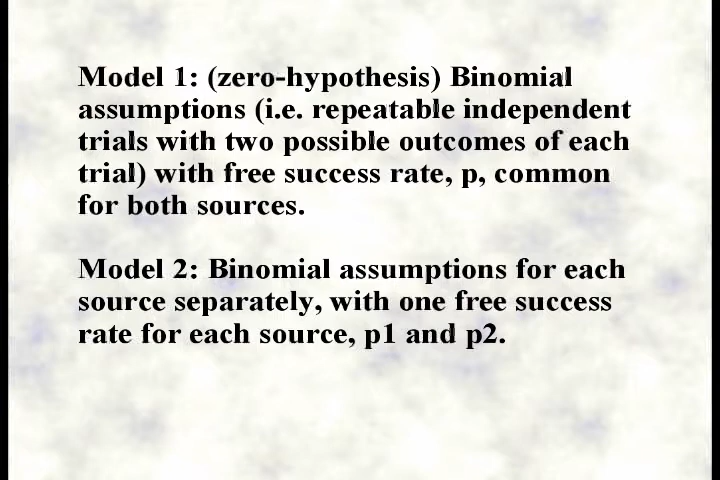 Model 1: (zero-hypothesis) Binomial
assumptions (i.e. repeatable independent
trials with two possible outcomes of each
trial) with free success rate, p, common
for both sources.
Model 2: Binomial assumptions for each
source separately, with one free success
rate for each source, p1 and p2.